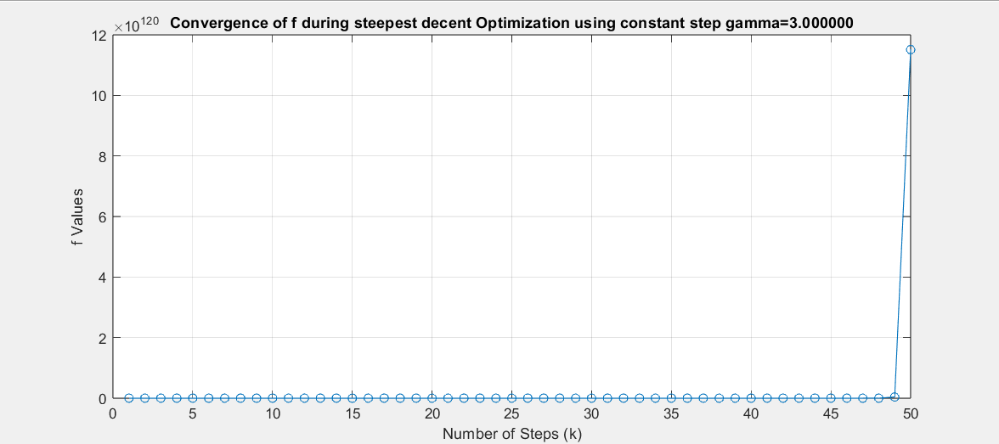 ×10^120 Convergence of f during steepest decent Optimization using constant step gamma=3.000000
12
10
8
6
4
2
0
f Values
0 5 10 15 20 25 30 35 40 45 50
Number of Steps (k)